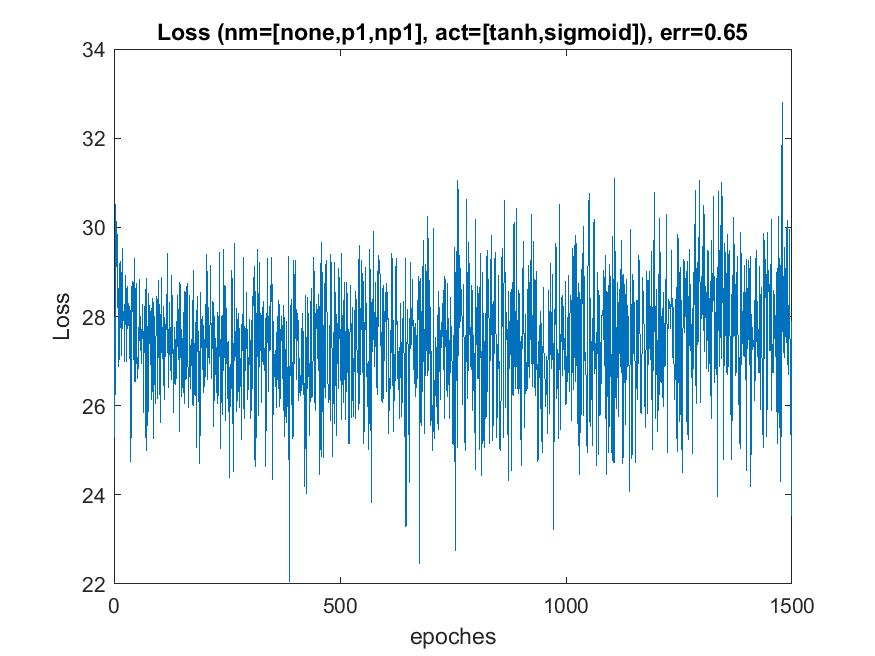 Loss (nm=[none,p1,np1], act=[tanh,sigmoid]), err=0.65
34
32
30
28
26
24
22
Loss
0 500 1000 1500
epoches